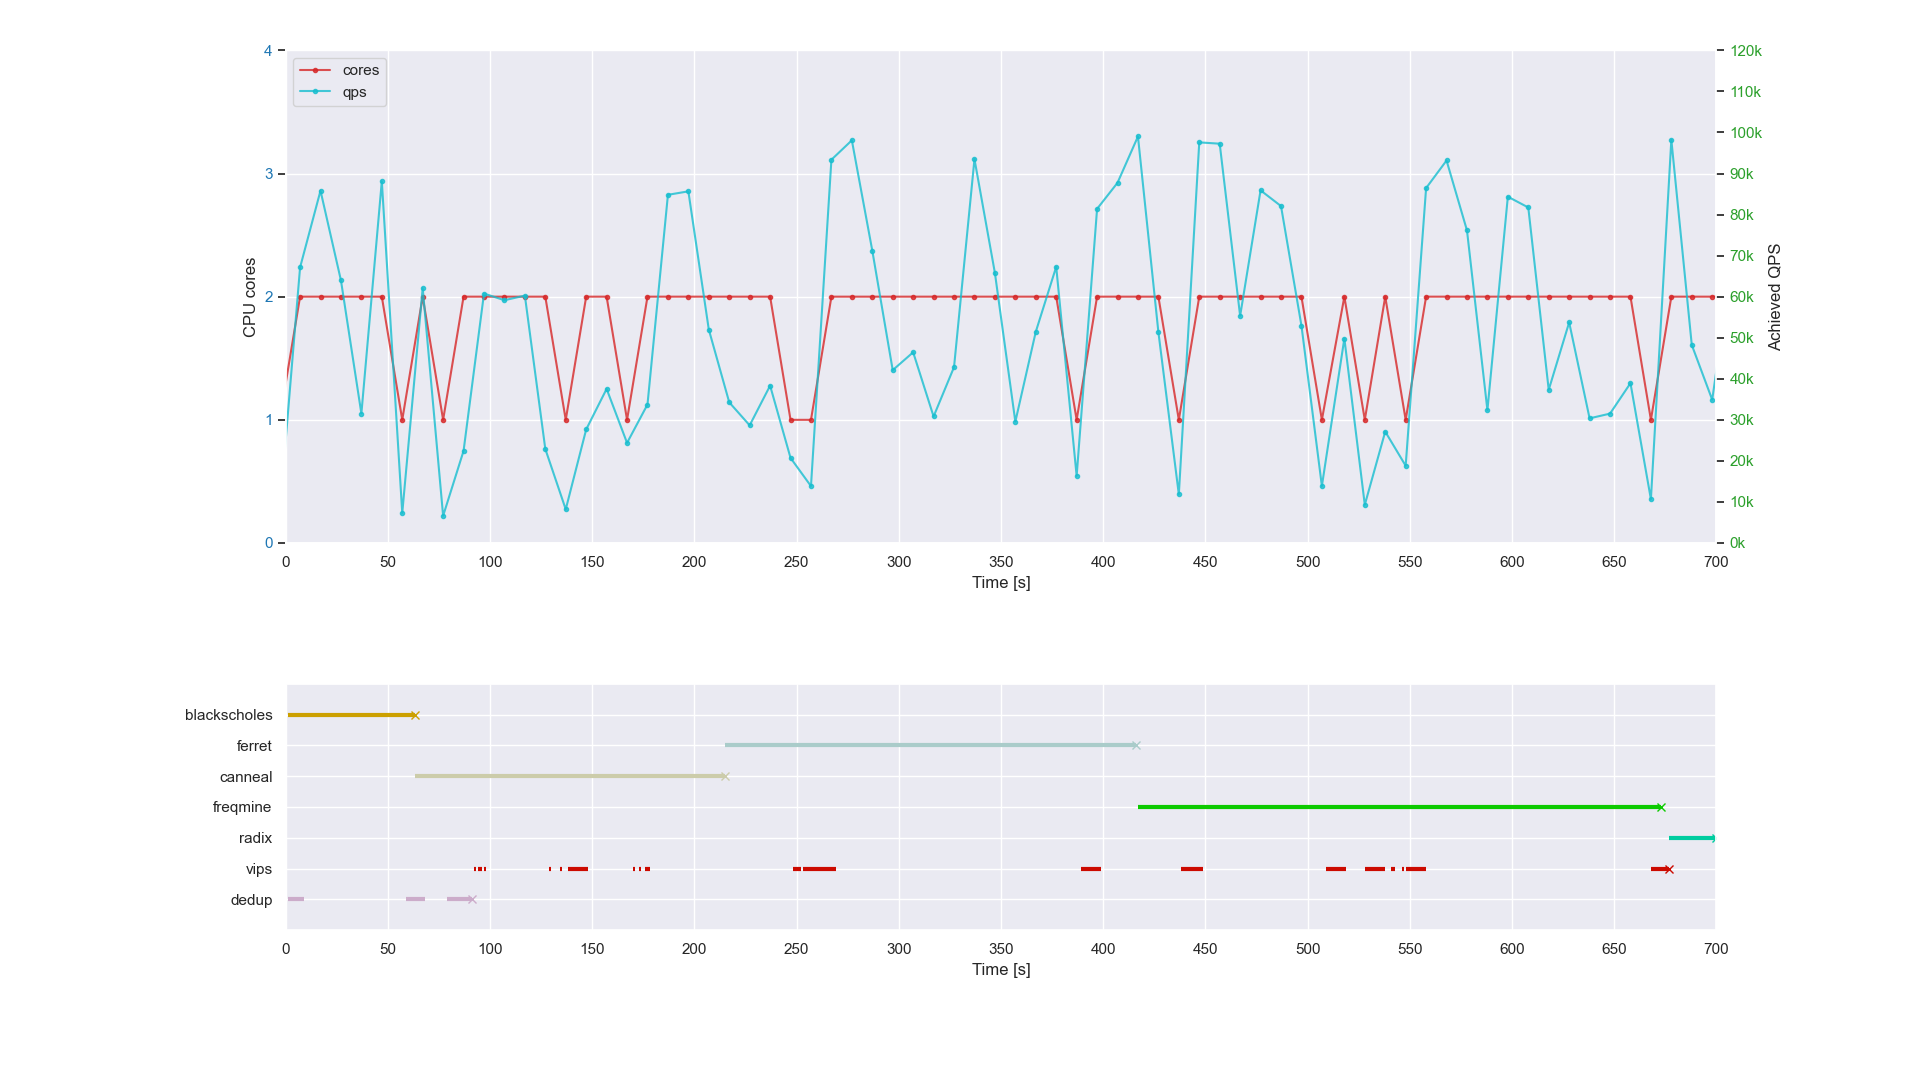 cores
qps
4
3
2
1
0
CPU cores
120k
110k
100k
90k
80k
70k
60k
50k
40k
30k
20k
10k
0k
Achieved QPS
0 50 100 150 200 250 300 350 400 450 500 550 600 650 700
Time [s]
blackscholes
ferret
canneal
freqmine
radix
vips
dedup
0 50 100 150 200 250 300 350 400 450 500 550 600 650 700
Time [s]